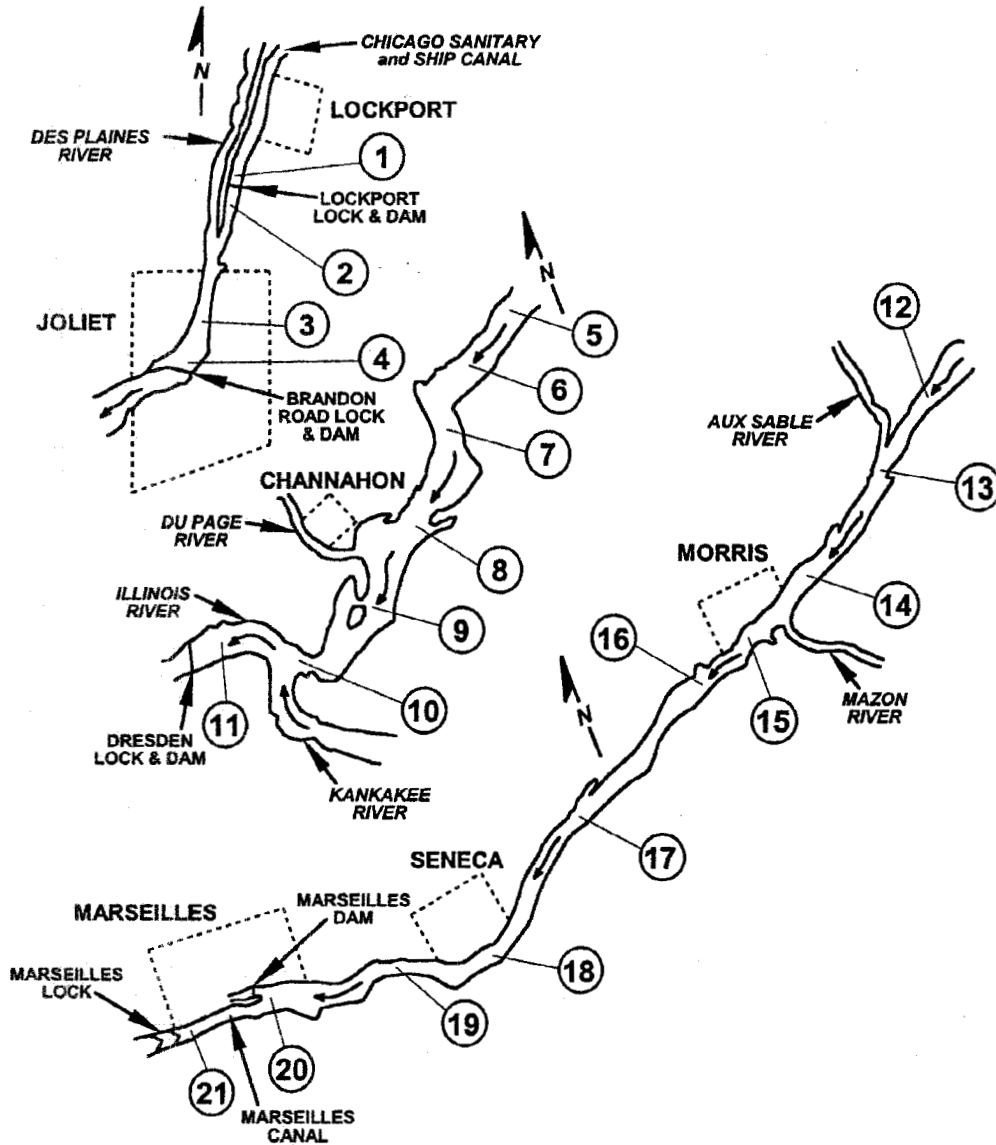 CHICAGO SANITARY
and SHIP CANAL
N
LOCKPORT
DES PLAINES
RIVER
1
LOCKPORT
LOCK & DAM
2
JOLIET
3
4
BRANDON
ROAD LOCK
& DAM
N
5
6
7
CHANNAHON
DU PAGE
RIVER
8
ILLINOIS
RIVER
9
10
11
DRESDEN
LOCK & DAM
KANKAKEE
RIVER
12
AUX SABLE
RIVER
13
MORRIS
14
16
15
MAZON
RIVER
N
17
SENECA
18
MARSEILLES
MARSEILLES
DAM
MARSEILLES
LOCK
19
20
21
MARSEILLES
CANAL